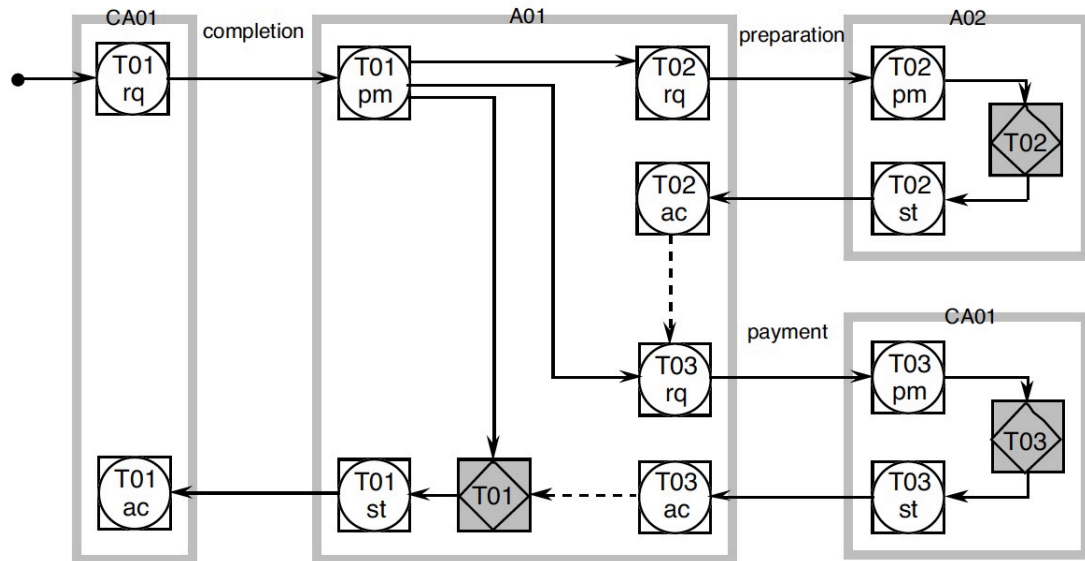 CA01
A01
A02
completion
preparation
T01
rq
T01
pm
T02
rq
T02
pm
T02
T02
ac
T02
st
payment
CA01
T03
rq
T03
pm
T03
T01
ac
T01
st
T01
T03
ac
T03
st